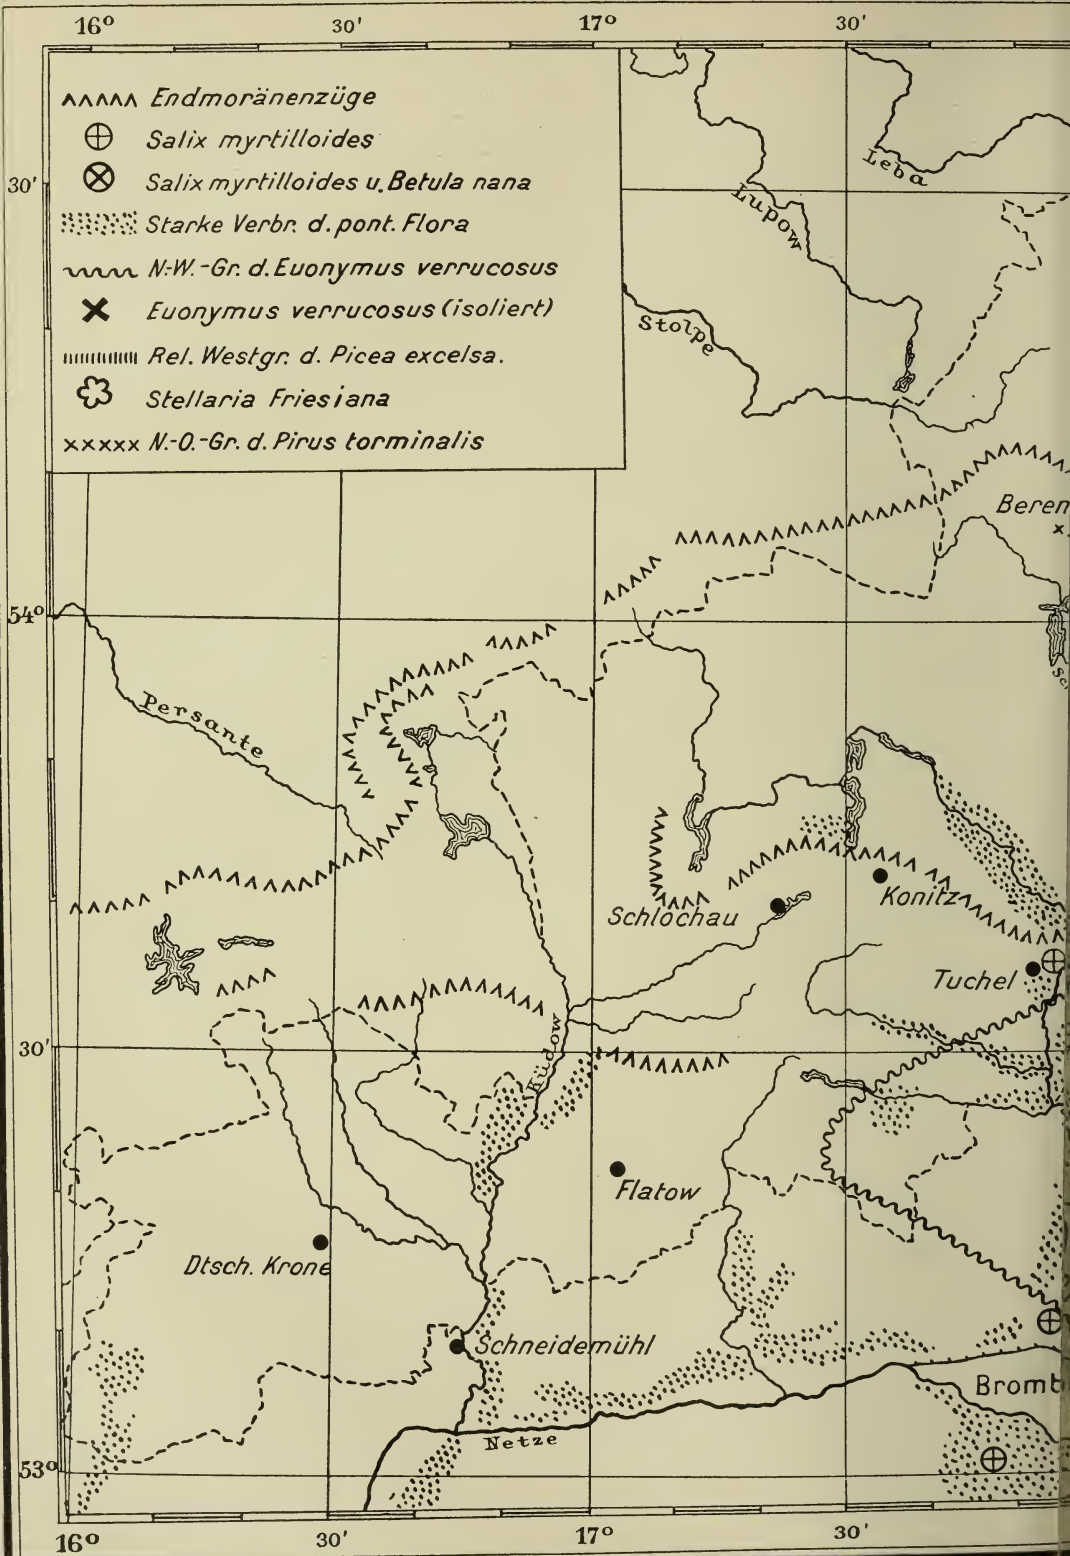 16° 30' 17° 30'
ʌʌʌʌʌ Endmoränenzüge
Salix myrtilloides
Salix myrtilloides u. Betula nana
Starke Verbr. d. pont. Flora
N.-W.-Gr. d. Euonymus verrucosus
Euonymus verrucosus (isoliert)
Rel. Westgr. d. Picea excelsa.
Stellaria Friesiana
xxxxx N.-O.-Gr. d. Pirus torminalis
30'
Leba
Lupow
Stolpe
Beren
54°
Persante
Konitz
Schlochau
Tuchel
30'
Küdow
Flatow
Dtsch. Krone
Schneidemühl
Bromb
Netze
53°
16° 30' 17° 30'